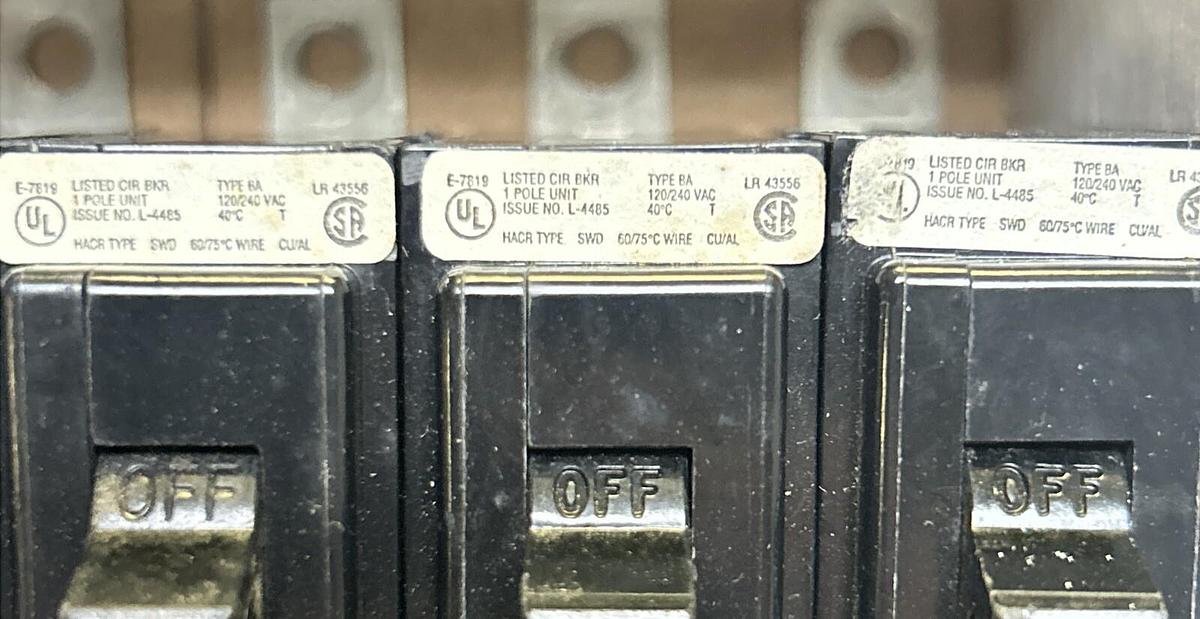 E-7819 LISTED CIR BKR TYPE BA LR 43556
UL 1 POLE UNIT 120/240 VAC SA
ISSUE NO. L-4485 40°C T
HACR TYPE SWD 60/75°C WIRE CU/AL
OFF
E-7819 LISTED CIR BKR TYPE BA LR 43556
UL 1 POLE UNIT 120/240 VAC SA
ISSUE NO. L-4485 40°C T
HACR TYPE SWD 60/75°C WIRE CU/AL
OFF
LISTED CIR BKR TYPE BA LR
1 POLE UNIT 120/240 VAC
ISSUE NO. L-4485 40°C T
HACR TYPE SWD 60/75°C WIRE CU/AL
OFF